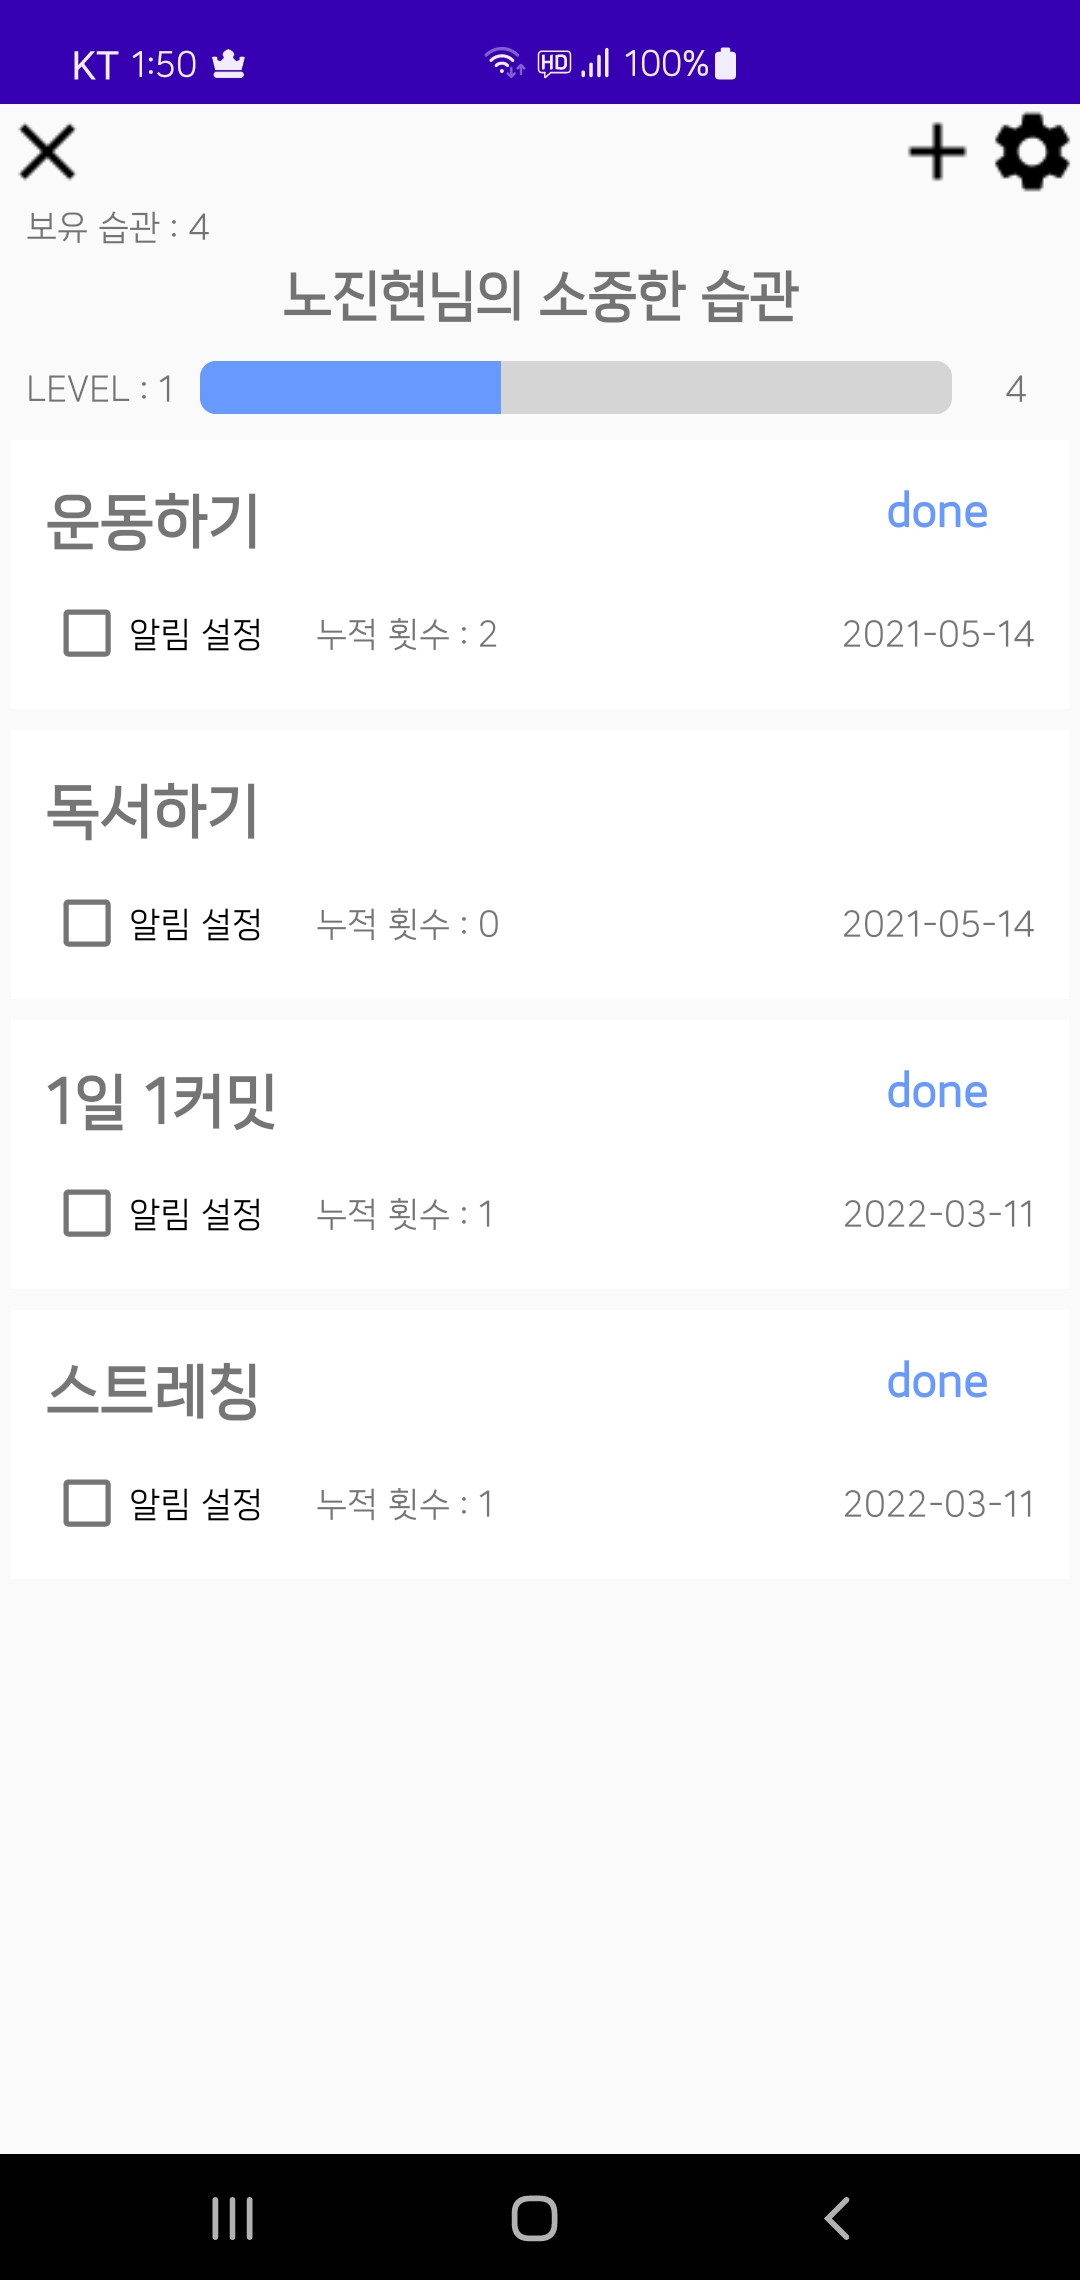 KT 1:50 HD 100%
보유 습관 : 4
노진현님의 소중한 습관
LEVEL : 1 4
운동하기 done
알림 설정 누적 횟수 : 2 2021-05-14
독서하기
알림 설정 누적 횟수 : 0 2021-05-14
1일 1커밋 done
알림 설정 누적 횟수 : 1 2022-03-11
스트레칭 done
알림 설정 누적 횟수 : 1 2022-03-11